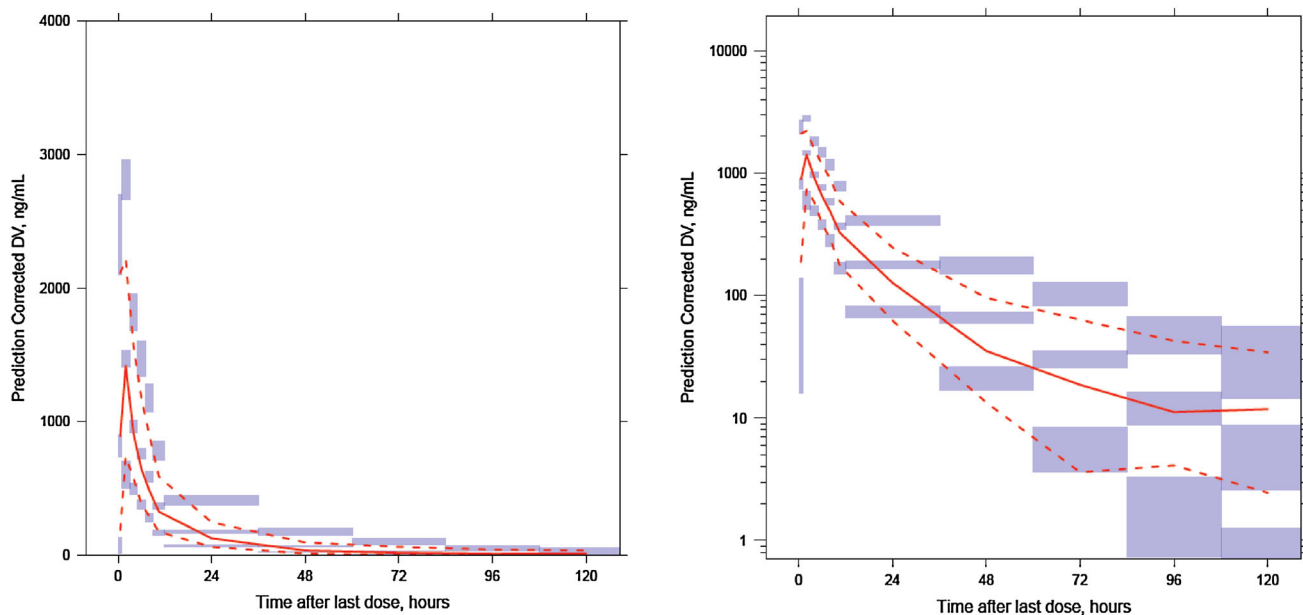 4000
3000
2000
1000
0
Prediction Corrected DV, ng/mL
0 24 48 72 96 120
Time after last dose, hours
10000
1000
100
10
1
Prediction Corrected DV, ng/mL
0 24 48 72 96 120
Time after last dose, hours